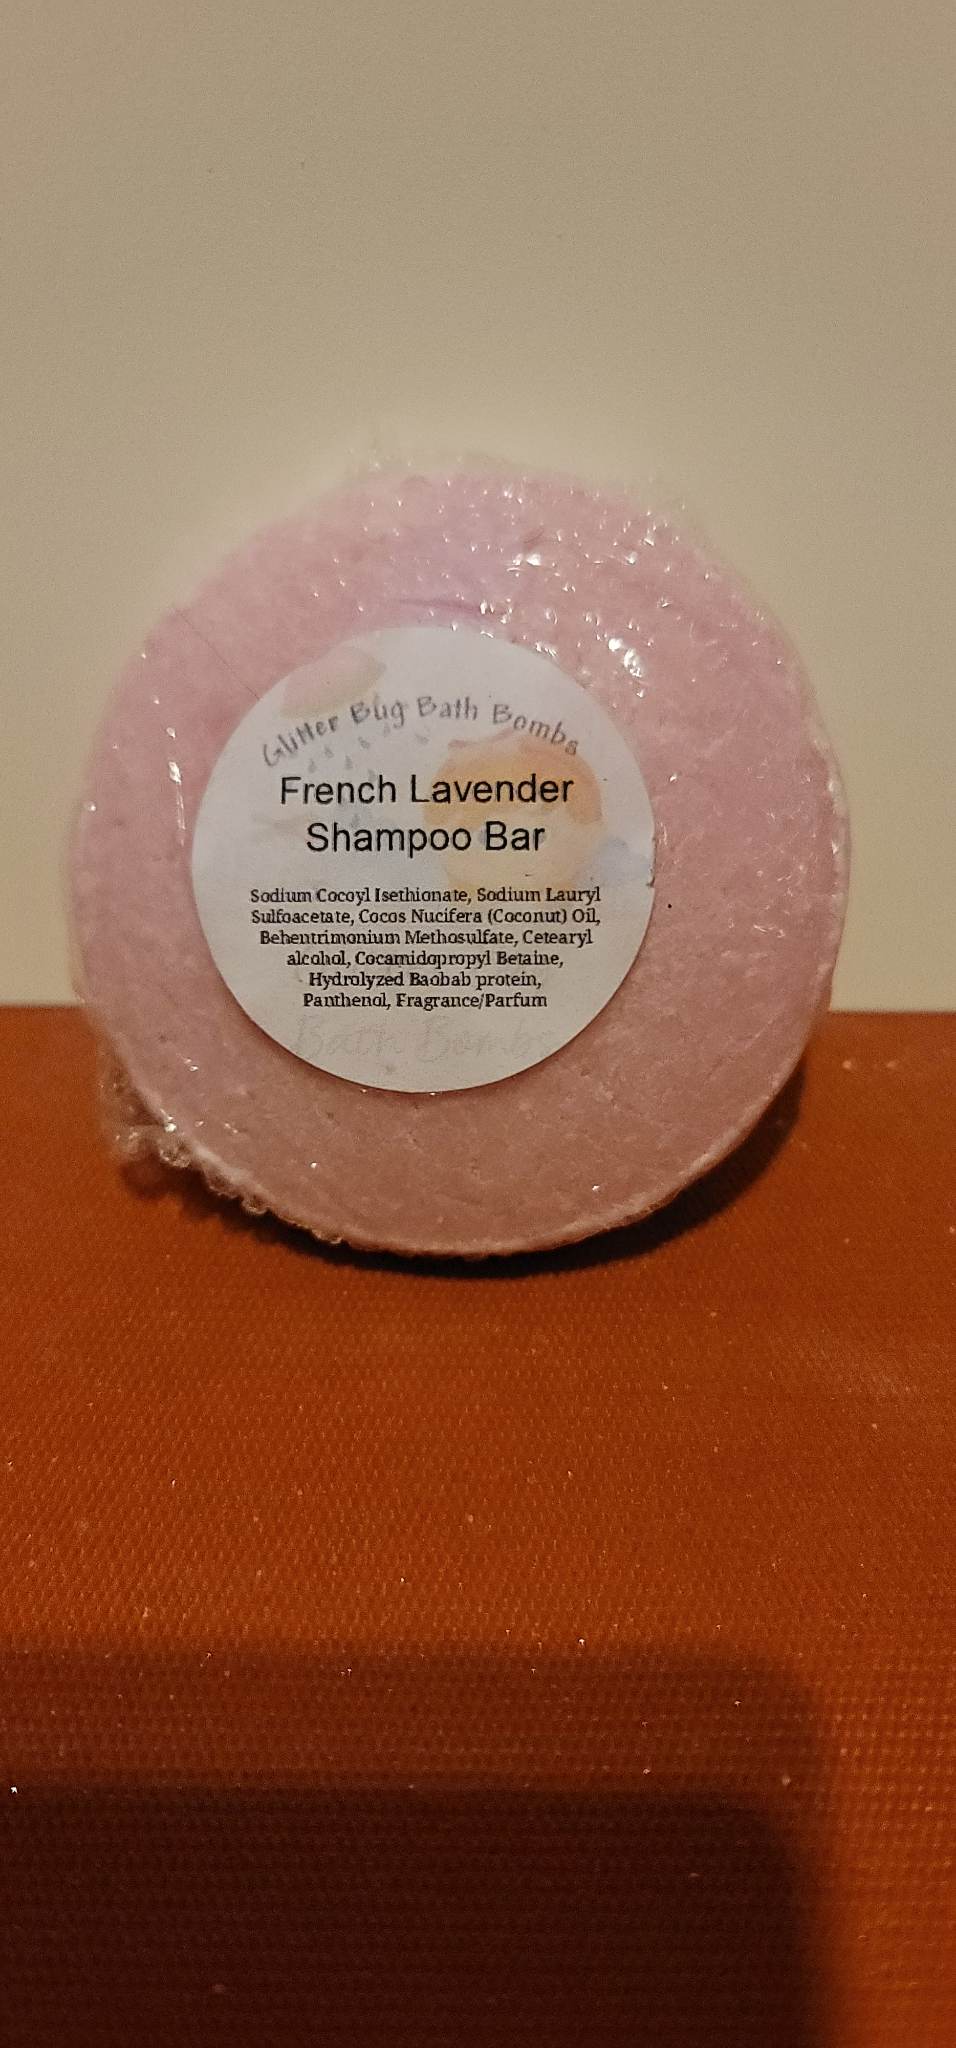 Glitter Bug Bath Bombs
French Lavender
Shampoo Bar
Sodium Cocoyl Isethionate, Sodium Lauryl
Sulfoacetate, Cocos Nucifera (Coconut) Oil,
Behentrimonium Methosulfate, Cetearyl
alcohol, Cocamidopropyl Betaine,
Hydrolyzed Baobab protein,
Panthenol, Fragrance/Parfum
Bath Bombs